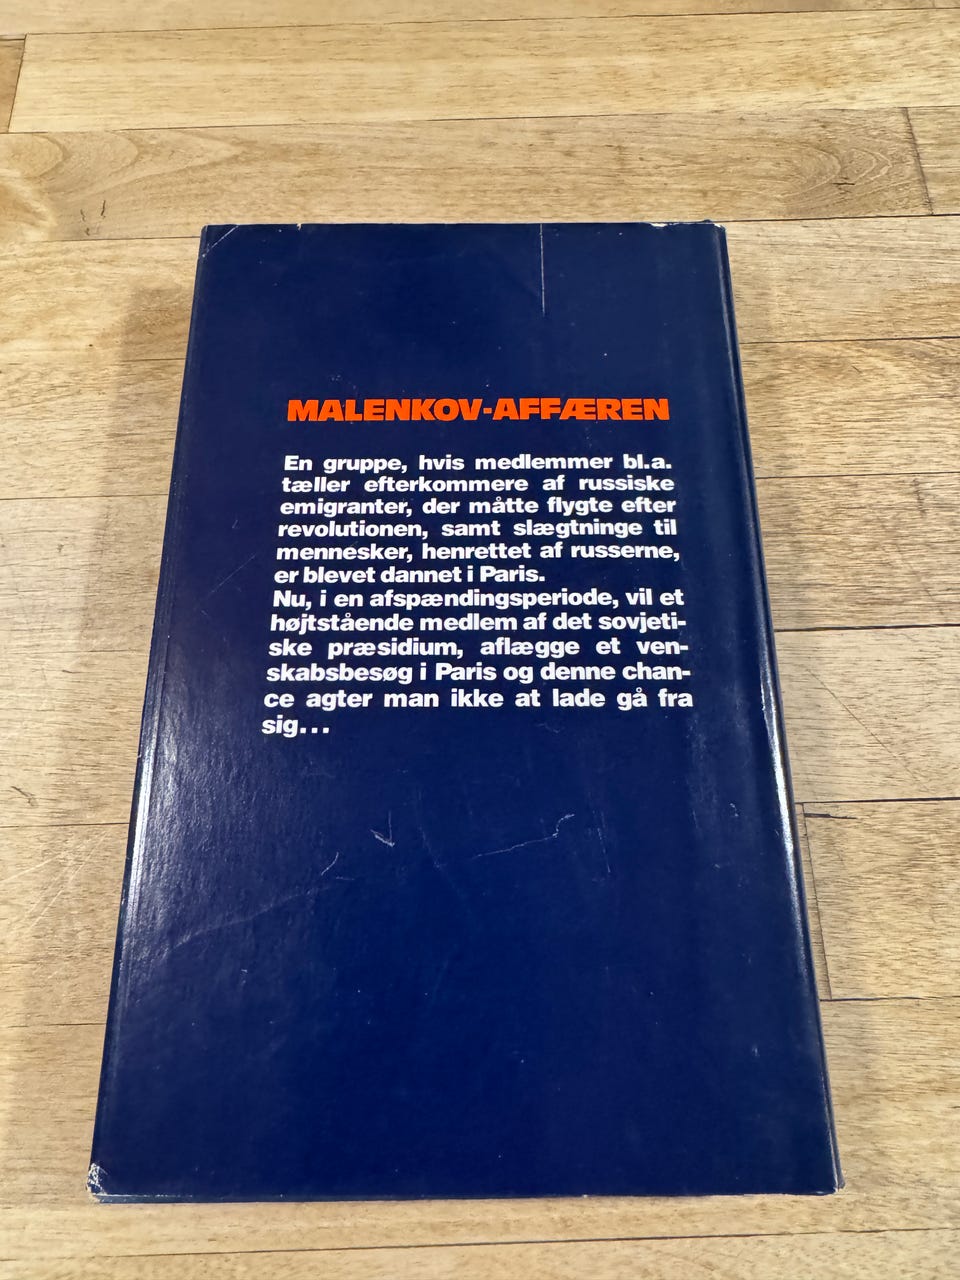 MALENKOV-AFFÆREN
En gruppe, hvis medlemmer bl.a.
tæller efterkommere af russiske
emigranter, der måtte flygte efter
revolutionen, samt slægtninge til
mennesker, henrettet af russerne,
er blevet dannet i Paris.
Nu, i en afspændingsperiode, vil et
højtstående medlem af det sovjeti-
ske præsidium, aflægge et ven-
skabsbesøg i Paris og denne chan-
ce agter man ikke at lade gå fra
sig...